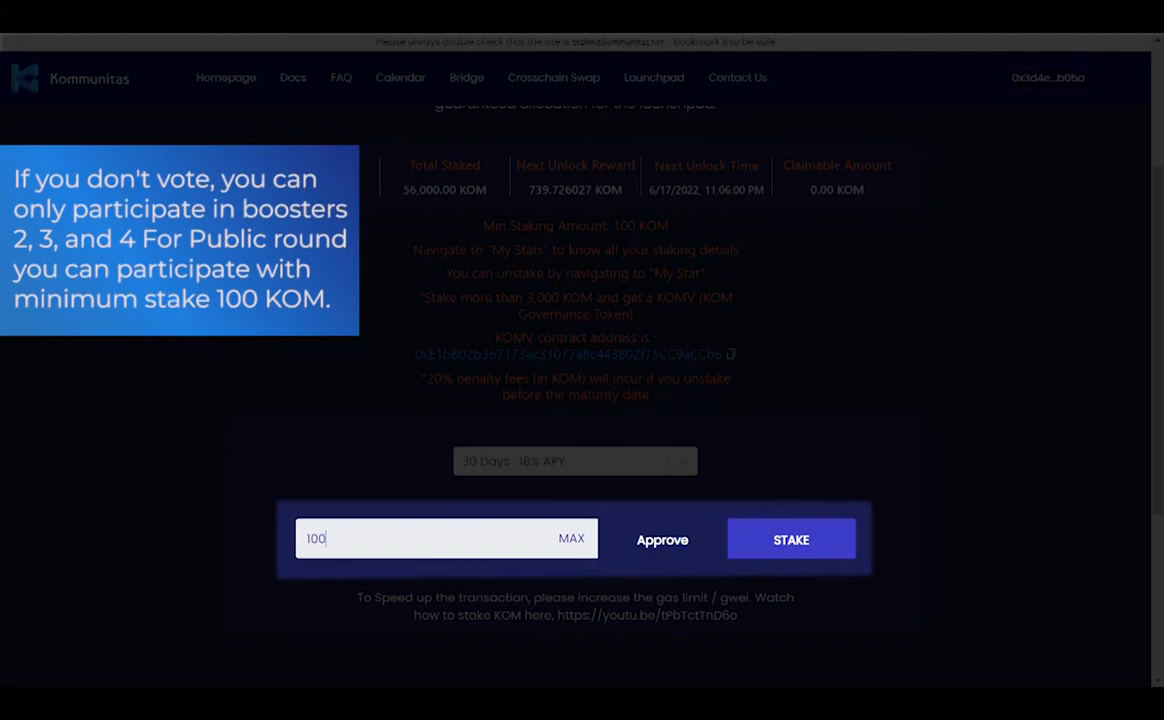 Please always double check that the site is staking.kommunitas.net - bookmark it to be safe
Kommunitas
Homepage Docs FAQ Calendar Bridge Crosschain Swap Launchpad Contact Us
0x3d4e...b05a
guaranteed allocation for the launchpad.
If you don't vote, you can
only participate in boosters
2, 3, and 4 For Public round
you can participate with
minimum stake 100 KOM.
Total Staked Next Unlock Reward Next Unlock Time Claimable Amount
56,000.00 KOM 739.726027 KOM 6/17/2022, 11:06:00 PM 0.00 KOM
Min Staking Amount: 100 KOM
Navigate to "My Stats" to know all your staking details
You can unstake by navigating to "My Stat"
*Stake more than 3,000 KOM and get a KOMV (KOM
Governance Token)
KOMV contract address is :
0xE1bB02b367173ac31077a8c443802f75CC9aCCb6
*20% penalty fees (in KOM) will incur if you unstake
before the maturity date
30 Days : 18% APY
100 MAX Approve STAKE
To Speed up the transaction, please increase the gas limit / gwei. Watch
how to stake KOM here, https://youtu.be/tPbTctTnD6o